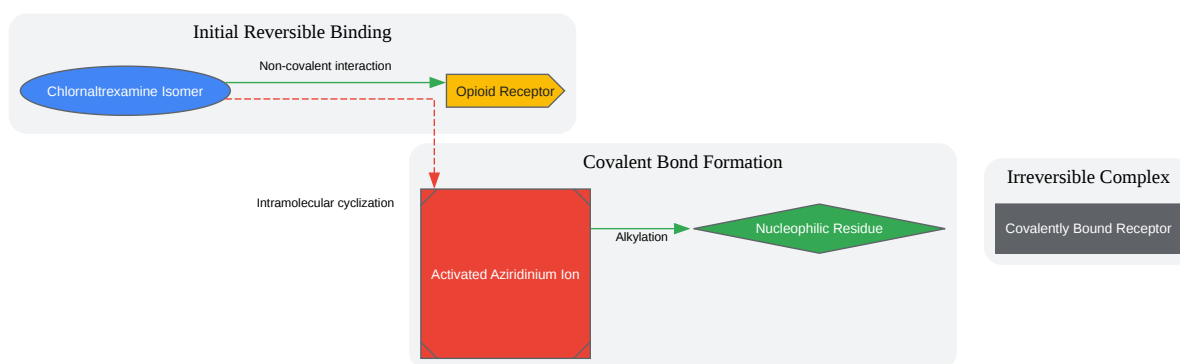 Initial Reversible Binding
Non-covalent interaction
Chlornaltrexamine Isomer
Opioid Receptor
Covalent Bond Formation
Irreversible Complex
Intramolecular cyclization
Nucleophilic Residue
Covalently Bound Receptor
Alkylation
Activated Aziridinium Ion